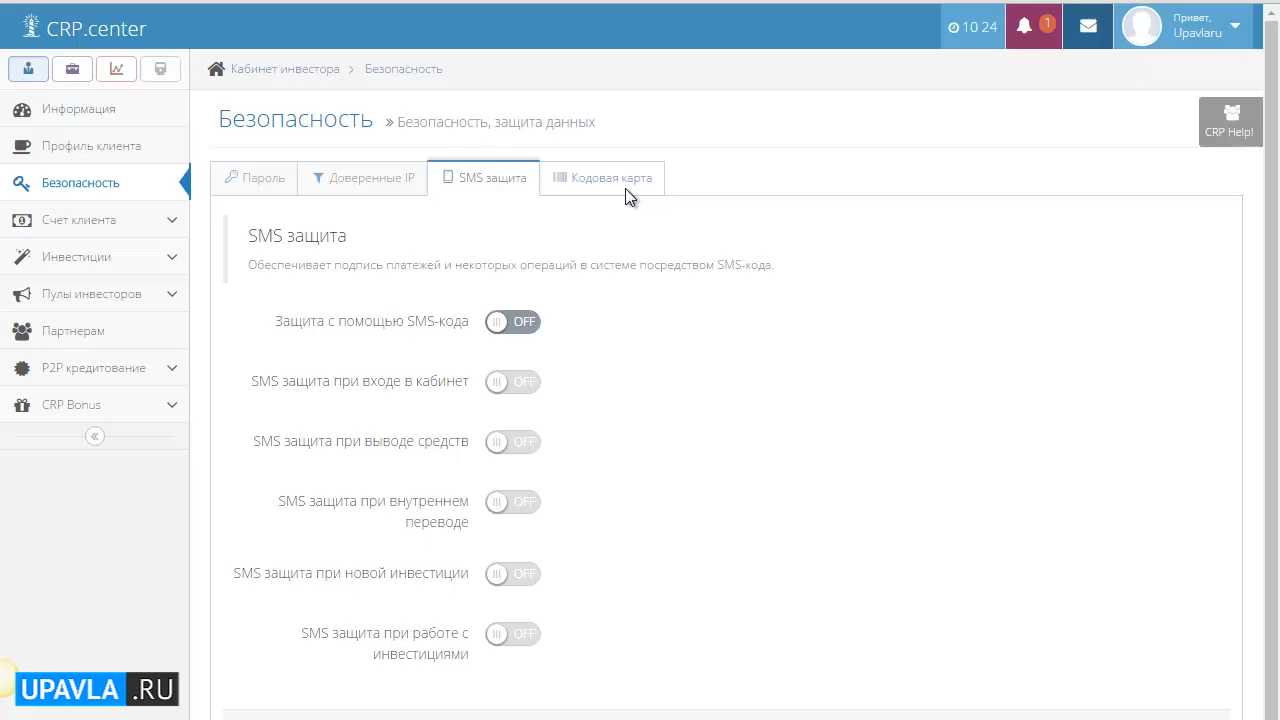 CRP.center
10 24
1
Привет,
Upavlaru
Кабинет инвестора > Безопасность
Информация
Профиль клиента
Безопасность
Счет клиента
Инвестиции
Пулы инвесторов
Партнерам
P2P кредитование
CRP Bonus
Безопасность » Безопасность, защита данных
CRP Help!
Пароль
Доверенные IP
SMS защита
Кодовая карта
SMS защита
Обеспечивает подпись платежей и некоторых операций в системе посредством SMS-кода.
Защита с помощью SMS-кода OFF
SMS защита при входе в кабинет OFF
SMS защита при выводе средств OFF
SMS защита при внутреннем OFF
переводе
SMS защита при новой инвестиции OFF
SMS защита при работе с OFF
инвестициями
UPAVLA .RU